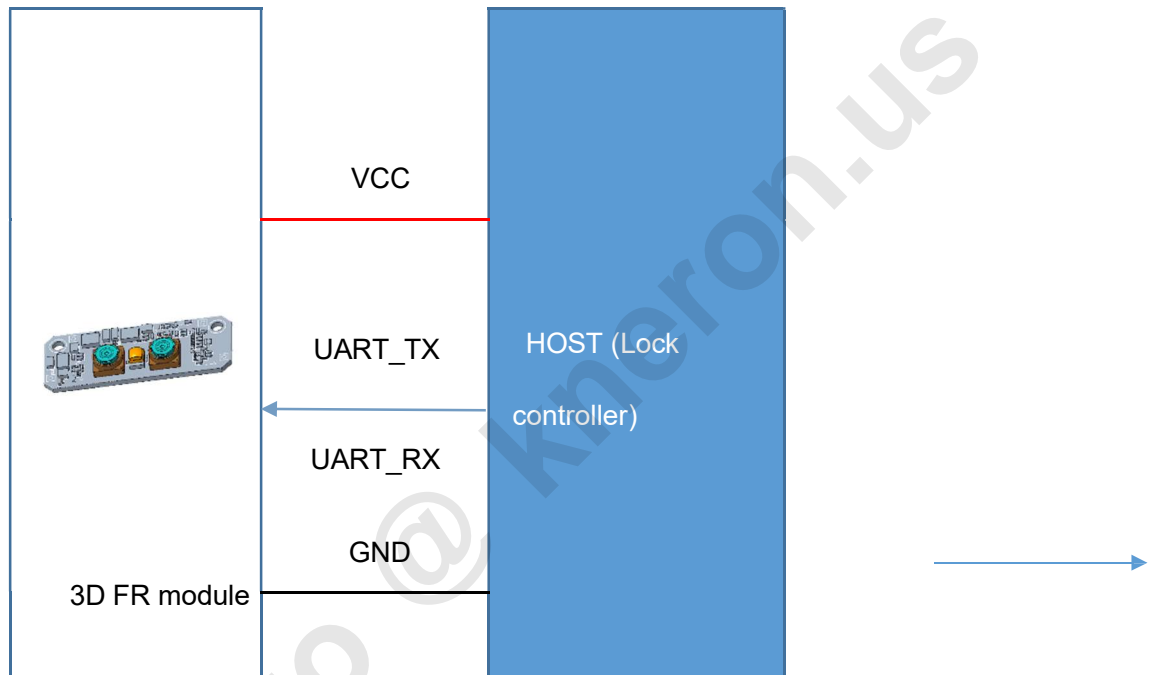 VCC
UART_TX
HOST (Lock
controller)
UART_RX
GND
3D FR module
@ kneron.us